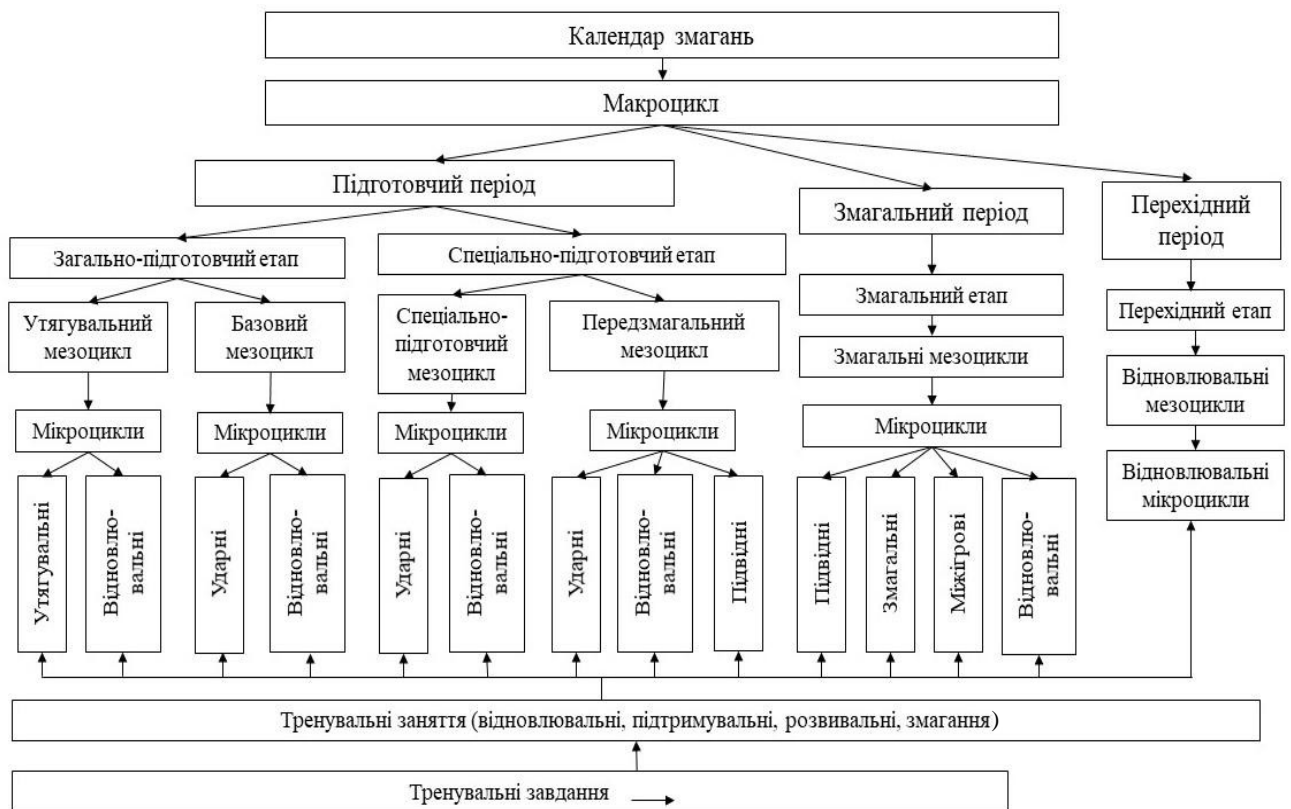 Календар змагань
Макроцикл
Підготовчий період
Змагальний період
Перехідний
період
Загально-підготовчий етап
Спеціально-підготовчий етап
Змагальний етап
Перехідний етап
Утягувальний
мезоцикл
Базовий
мезоцикл
Спеціально-
підготовчий
мезоцикл
Передзмагальний
мезоцикл
Змагальні мезоцикли
Відновлювальні
мезоцикли
Мікроцикли
Мікроцикли
Мікроцикли
Мікроцикли
Мікроцикли
Відновлювальні
мікроцикли
Утягувальні
Відновлю-
вальні
Ударні
Відновлю-
вальні
Ударні
Відновлю-
вальні
Ударні
Відновлю-
вальні
Підвідні
Підвідні
Змагальні
Міжігрові
Відновлю-
вальні
Тренувальні заняття (відновлювальні, підтримувальні, розвивальні, змагання)
Тренувальні завдання